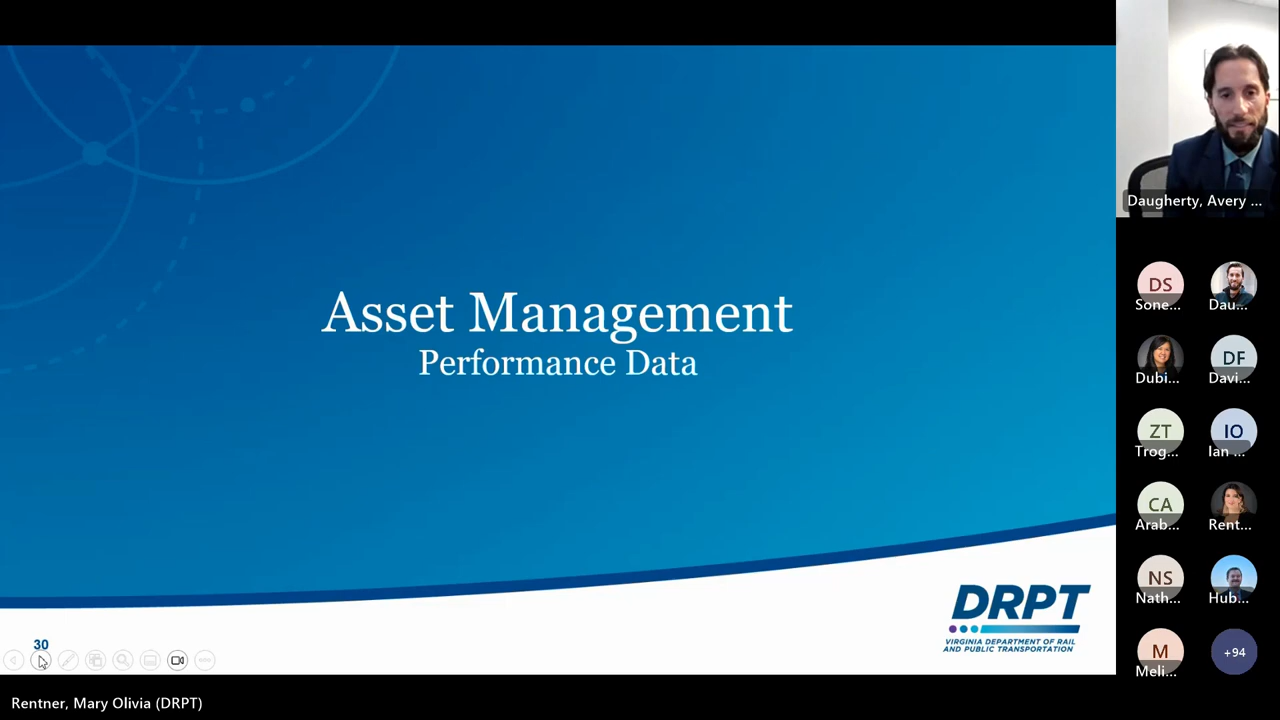 Asset Management
Performance Data
30
DRPT
VIRGINIA DEPARTMENT OF RAIL
AND PUBLIC TRANSPORTATION
Rentner, Mary Olivia (DRPT)
Daugherty, Avery ...
DS
Sone...
Dau...
Dubi...
DF
Davi...
ZT
Trog...
IO
Ian ...
CA
Arab...
Rent...
NS
Nath...
Hub...
M
Meli...
+94